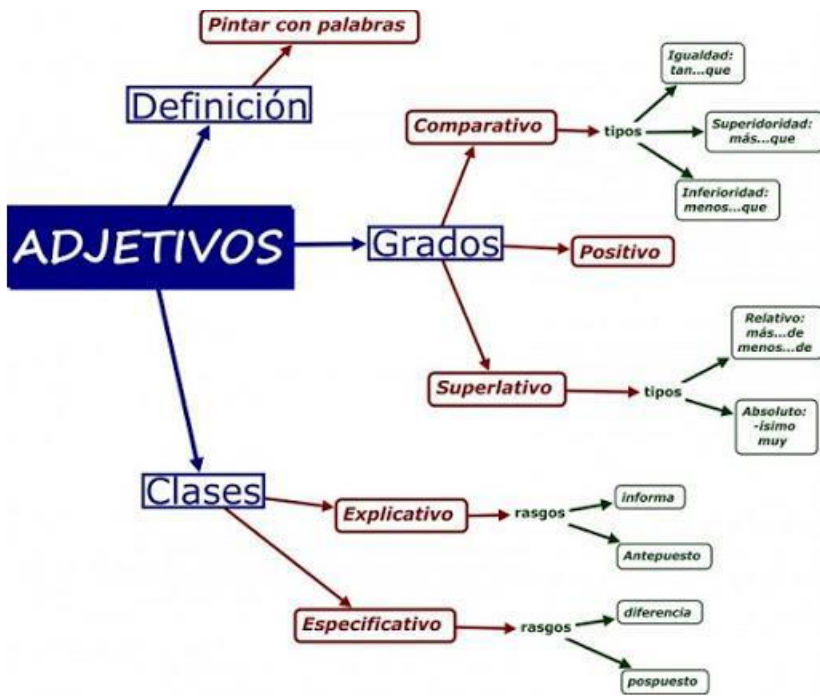 Pintar con palabras
Definición
ADJETIVOS
Grados
Comparativo
tipos
Igualdad:
tan...que
Superidoridad:
más...que
Inferioridad:
menos...que
Positivo
Superlativo
tipos
Relativo:
más...de
menos...de
Absoluto:
-ísimo
muy
Clases
Explicativo
rasgos
informa
Antepuesto
Especificativo
rasgos
diferencia
pospuesto